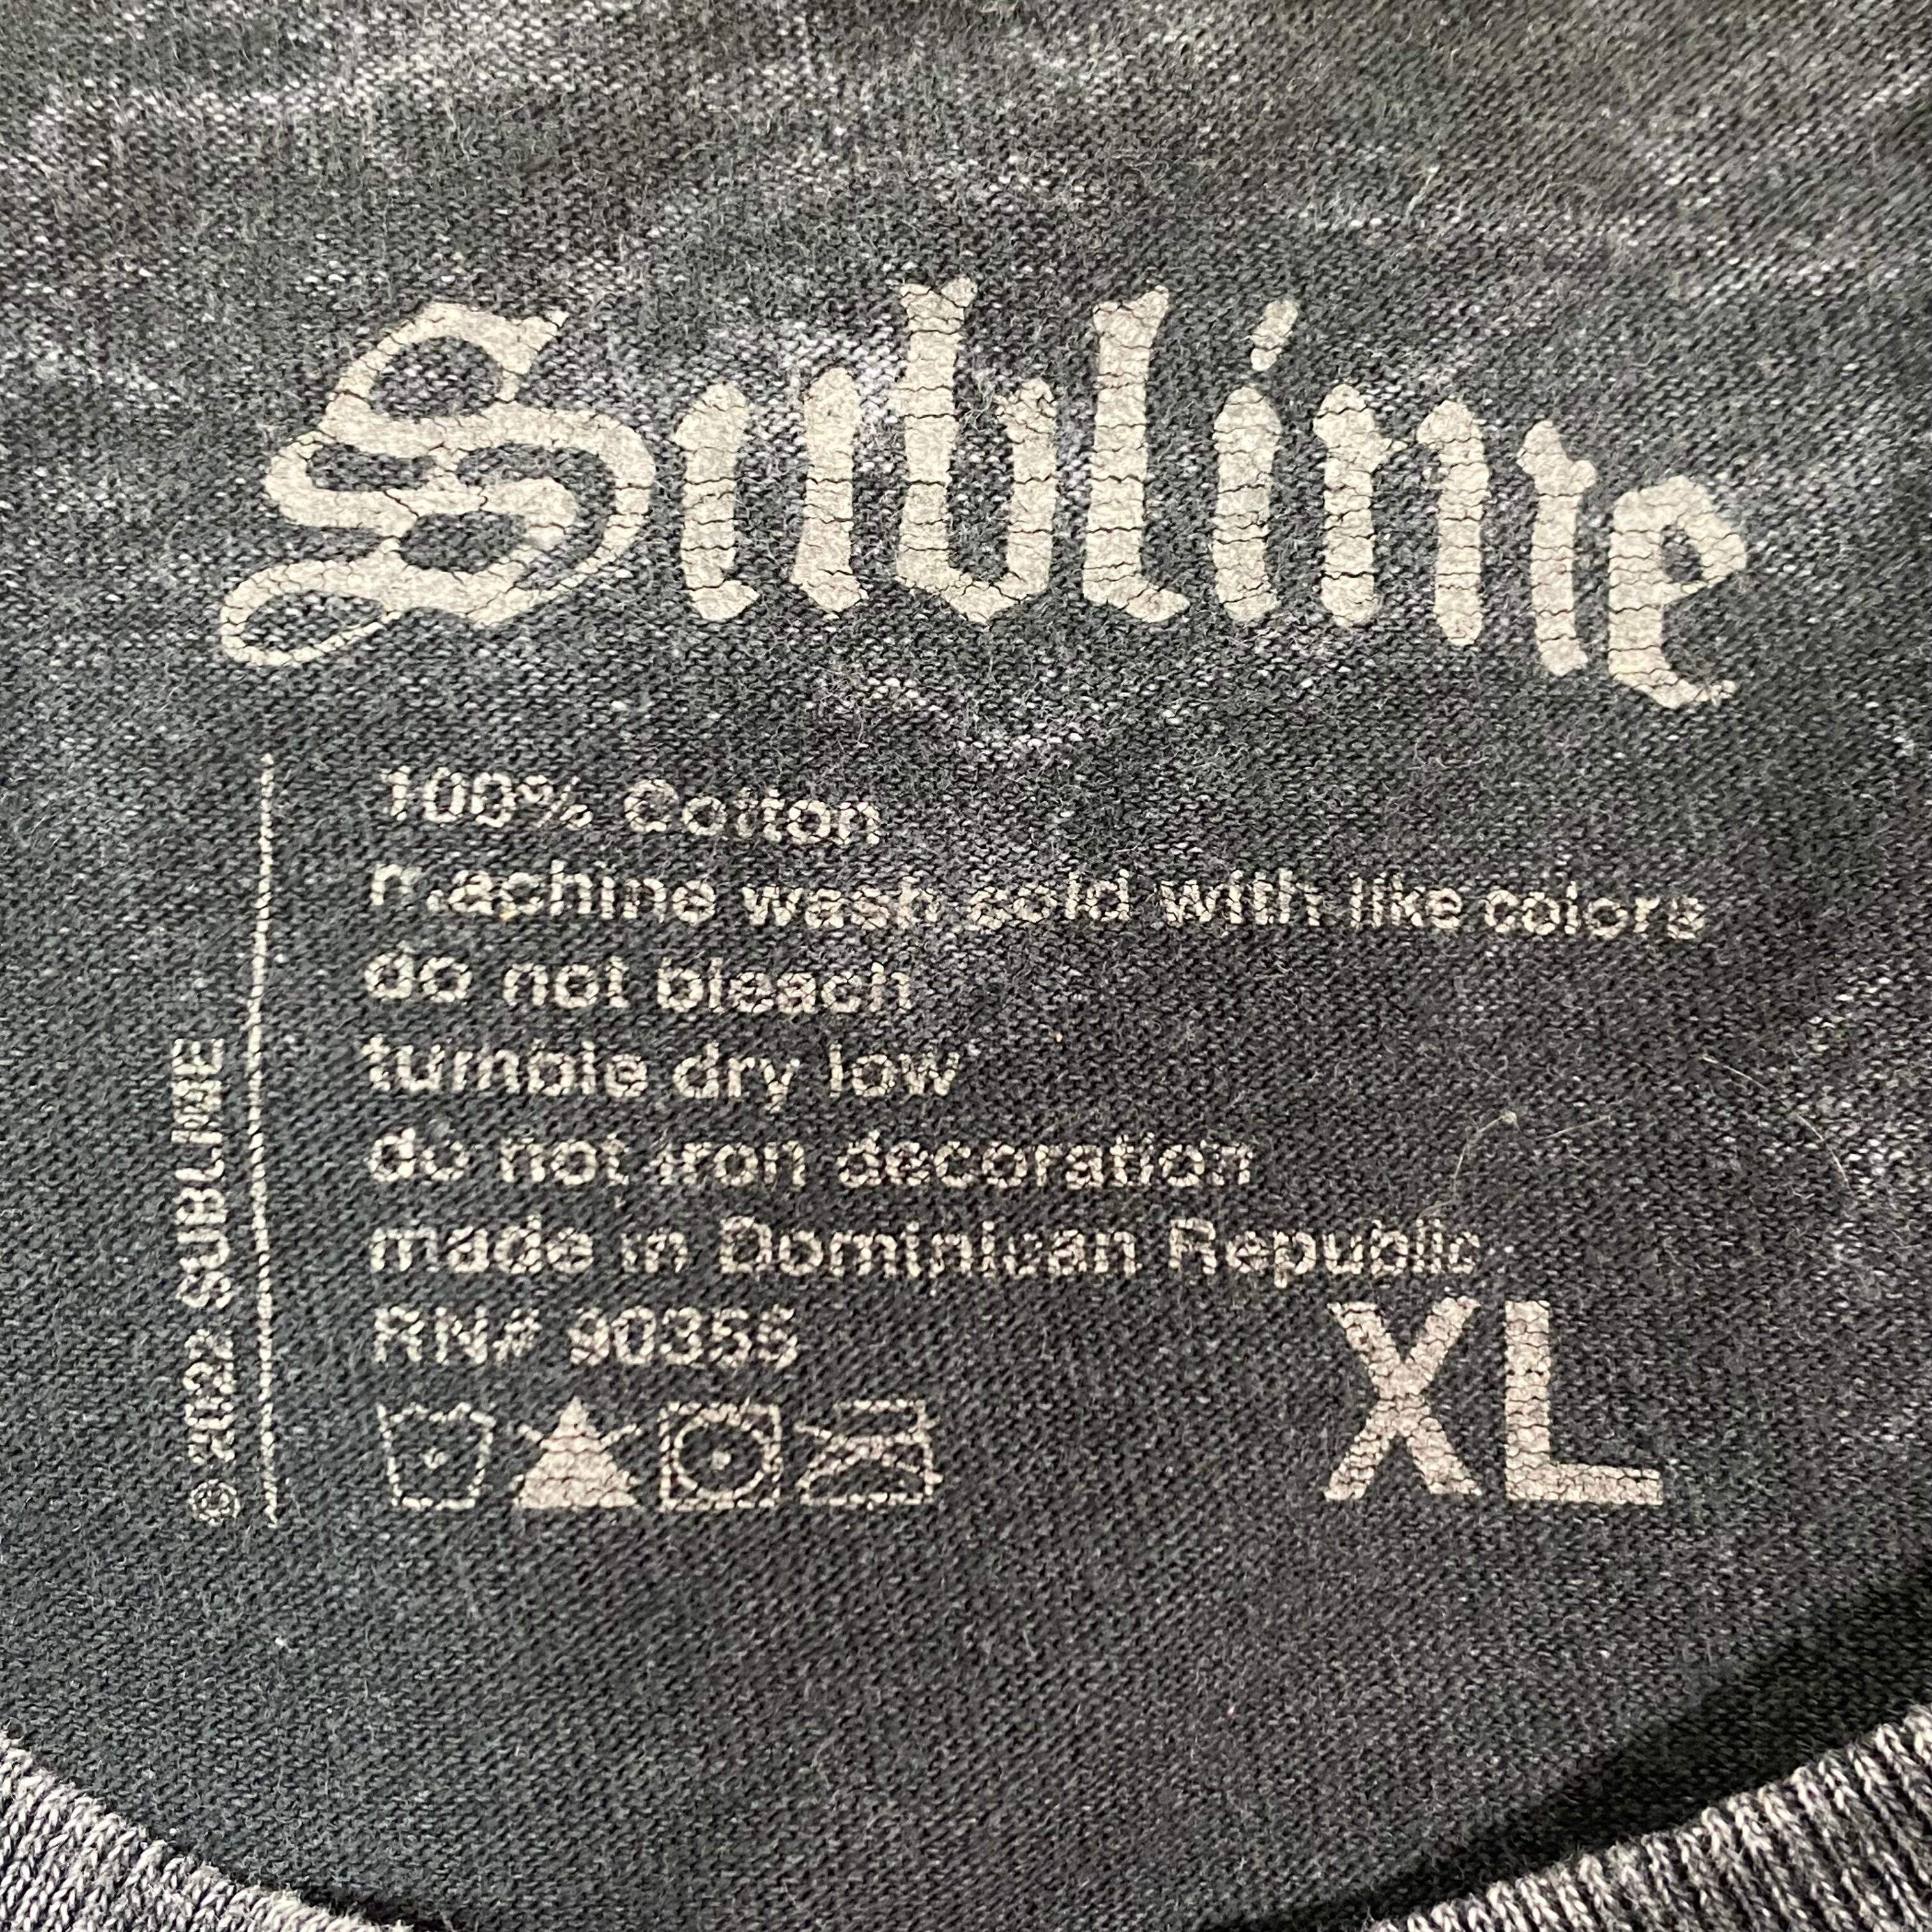 Sublime
100% Cotton
machine wash cold with like colors
do not bleach
tumble dry low
do not iron decoration
made in Dominican Republic
RN# 90355
XL
© 2022 SUBLIME